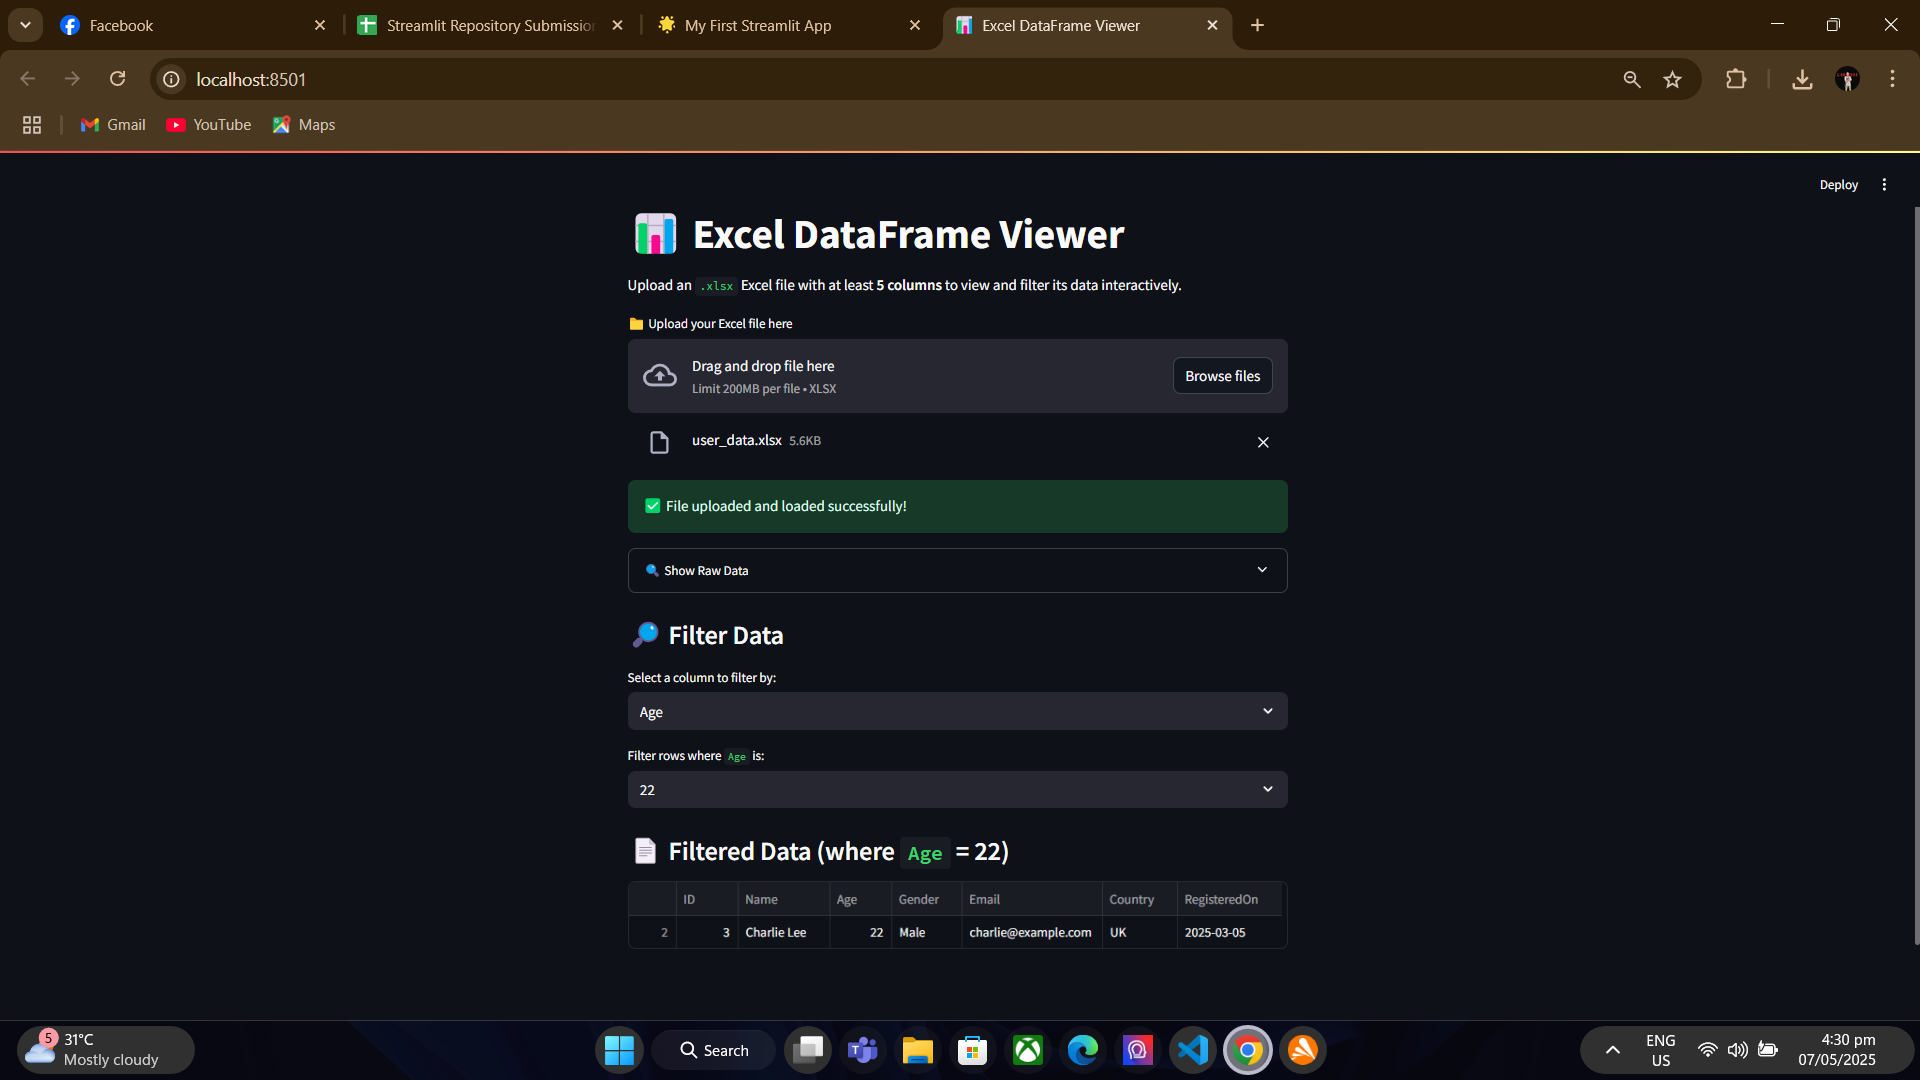 Facebook
Streamlit Repository Submission
My First Streamlit App
Excel DataFrame Viewer
localhost:8501
Gmail
YouTube
Maps
Deploy
Excel DataFrame Viewer
Upload an .xlsx Excel file with at least 5 columns to view and filter its data interactively.
Upload your Excel file here
Drag and drop file here
Limit 200MB per file • XLSX
Browse files
user_data.xlsx 5.6KB
File uploaded and loaded successfully!
Show Raw Data
Filter Data
Select a column to filter by:
Age
Filter rows where Age is:
22
Filtered Data (where Age = 22)
ID Name Age Gender Email Country RegisteredOn
2 3 Charlie Lee 22 Male charlie@example.com UK 2025-03-05
5
31°C
Mostly cloudy
Search
ENG
US
4:30 pm
07/05/2025